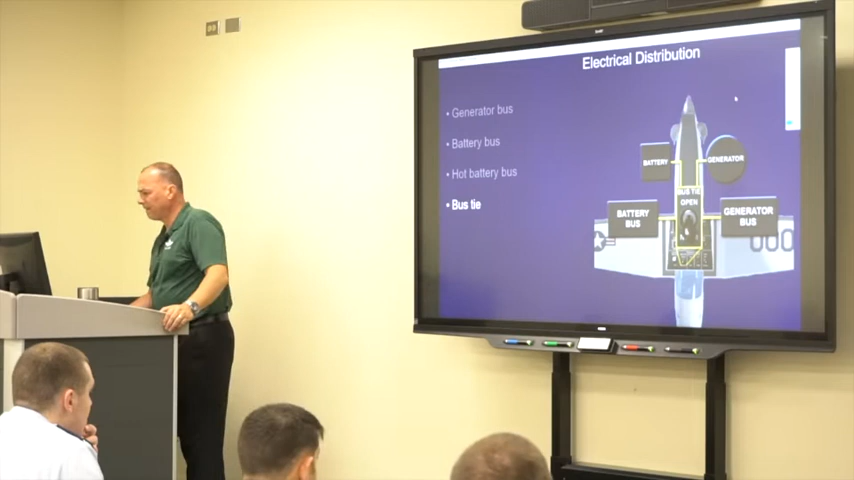 Electrical Distribution
• Generator bus
• Battery bus
• Hot battery bus
• Bus tie
BATTERY
GENERATOR
BUS TIE
OPEN
BATTERY
BUS
GENERATOR
BUS
000